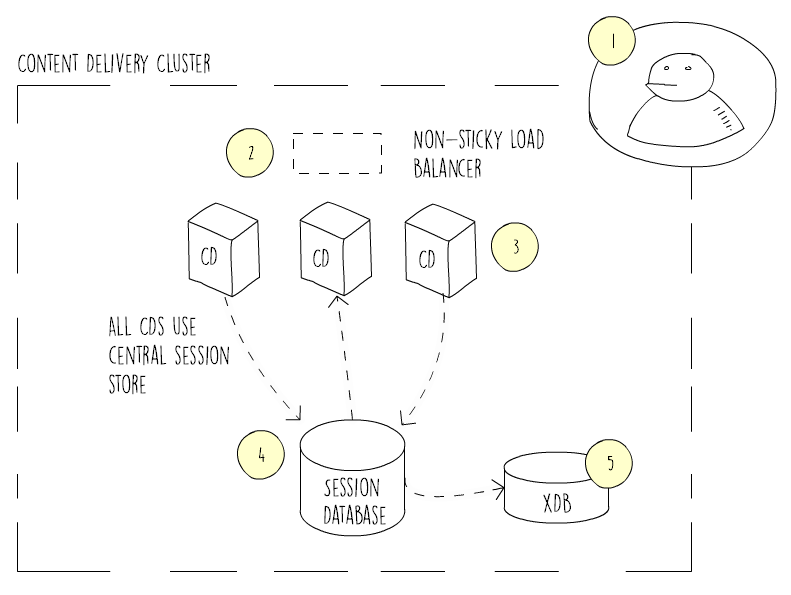 1
CONTENT DELIVERY CLUSTER
2
NON-STICKY LOAD
BALANCER
CD
CD
CD
3
ALL CDS USE
CENTRAL SESSION
STORE
4
SESSION
DATABASE
5
XDB